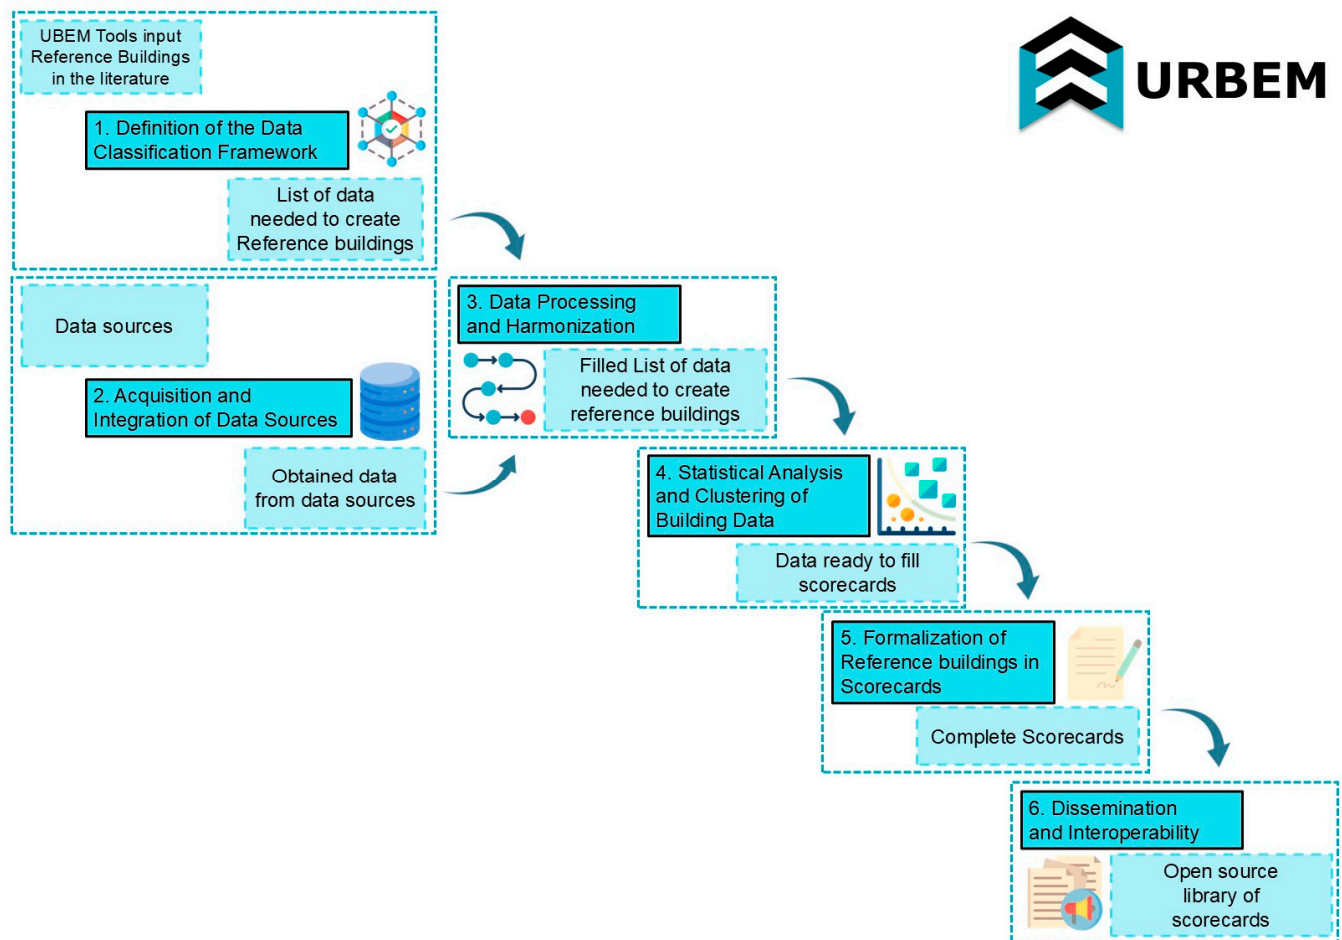 UBEM Tools input
Reference Buildings
in the literature
URBEM
1. Definition of the Data
Classification Framework
List of data
needed to create
Reference buildings
Data sources
2. Acquisition and
Integration of Data Sources
Obtained data
from data sources
3. Data Processing
and Harmonization
Filled List of data
needed to create
reference buildings
4. Statistical Analysis
and Clustering of
Building Data
Data ready to fill
scorecards
5. Formalization of
Reference buildings in
Scorecards
Complete Scorecards
6. Dissemination
and Interoperability
Open source
library of
scorecards